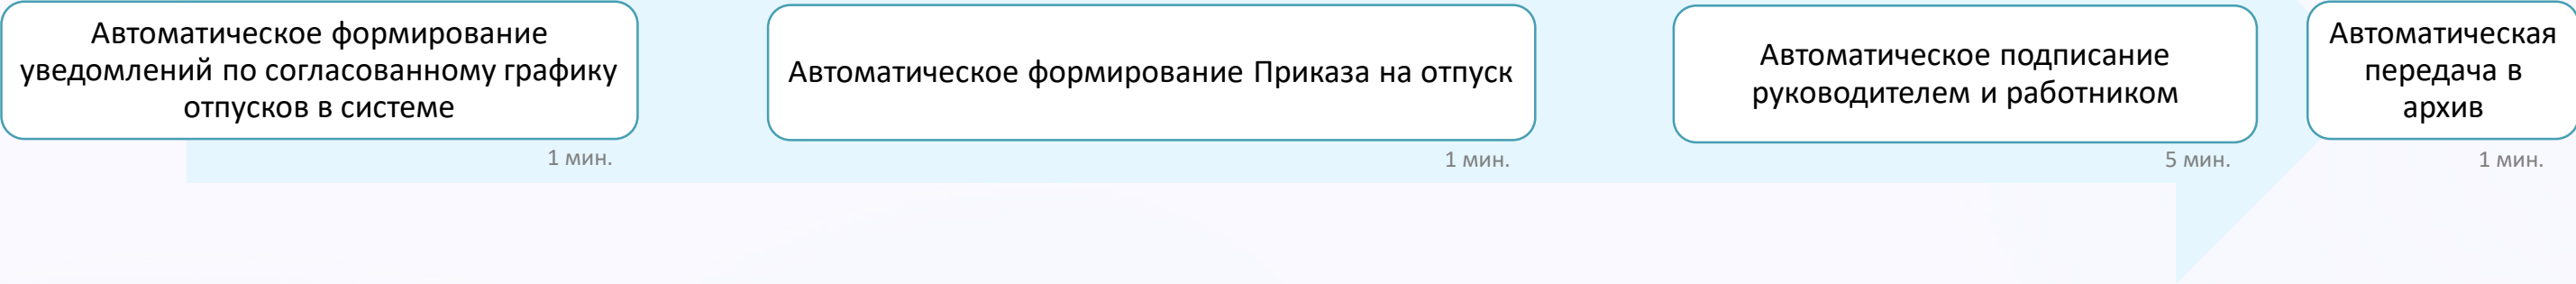 Автоматическое формирование
уведомлений по согласованному графику
отпусков в системе
1 мин.
Автоматическое формирование Приказа на отпуск
1 мин.
Автоматическое подписание
руководителем и работником
5 мин.
Автоматическая
передача в
архив
1 мин.